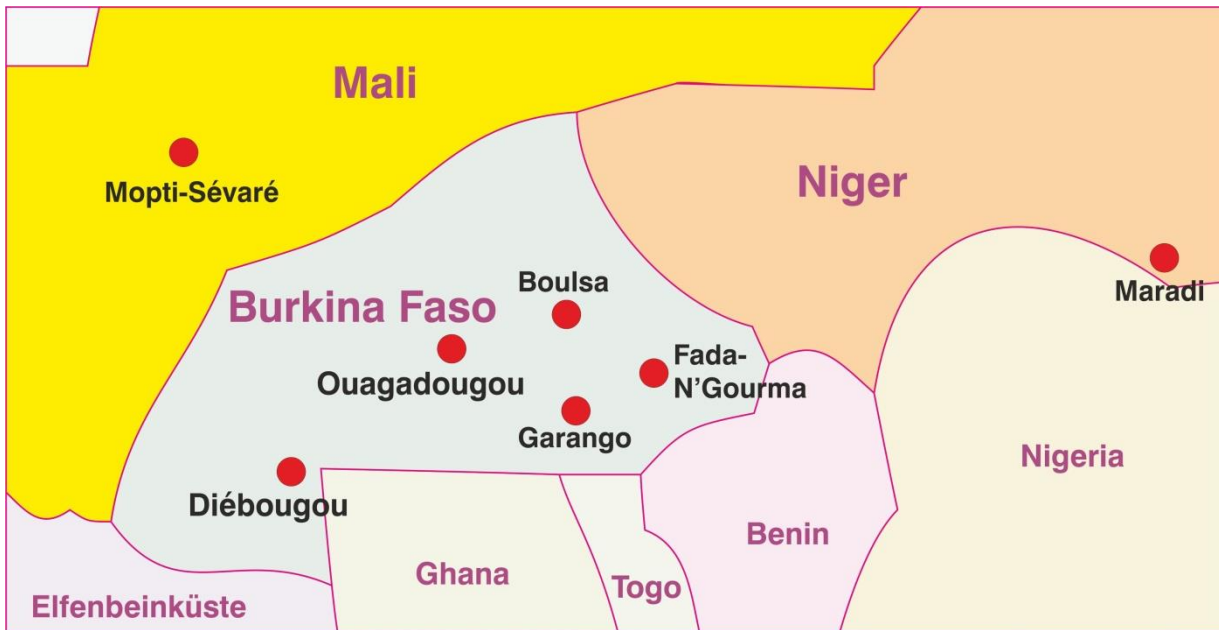 Mali
Mopti-Sévaré
Niger
Maradi
Boulsa
Burkina Faso
Ouagadougou
Fada-
N'Gourma
Garango
Diébougou
Nigeria
Benin
Ghana
Togo
Elfenbeinküste